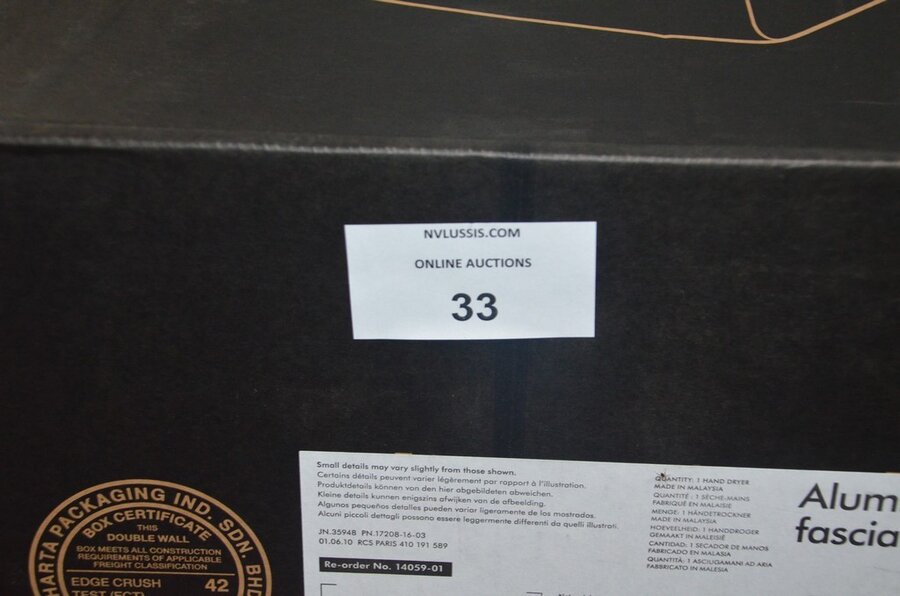 NVLUSSIS.COM
ONLINE AUCTIONS
33
Small details may vary slightly from those shown.
Certains détails peuvent varier légèrement par rapport à l'illustration.
Produktdetails können von den hier abgebildeten abweichen.
Kleine details kunnen enigszins afwijken van de afbeelding.
Algunos pequeños detalles pueden variar ligeramente de los mostrados.
Alcuni piccoli dettagli possono essere leggermente differenti da quelli illustrati.
JN.35948 PN.17208-16-03
01.06.10 RCS PARIS 410 191 589
Re-order No. 14059-01
QUANTITY: 1 HAND DRYER
MADE IN MALAYSIA
QUANTITÉ : 1 SÈCHE-MAINS
FABRIQUÉ EN MALAISIE
MENGE: 1 HÄNDETROCKNER
MADE IN MALAYSIA
HOEVEELHEID: 1 HANDDROGER
GEMAAKT IN MALEISIË
CANTIDAD: 1 SECADOR DE MANOS
FABRICADO EN MALASIA
QUANTITÀ: 1 ASCIUGAMANI AD ARIA
FABBRICATO IN MALESIA
Alum
fascia
HARTA PACKAGING IND. SDN. BHD
BOX CERTIFICATE
THIS
DOUBLE WALL
BOX MEETS ALL CONSTRUCTION
REQUIREMENTS OF APPLICABLE
FREIGHT CLASSIFICATION
EDGE CRUSH
TEST (ECT)
42